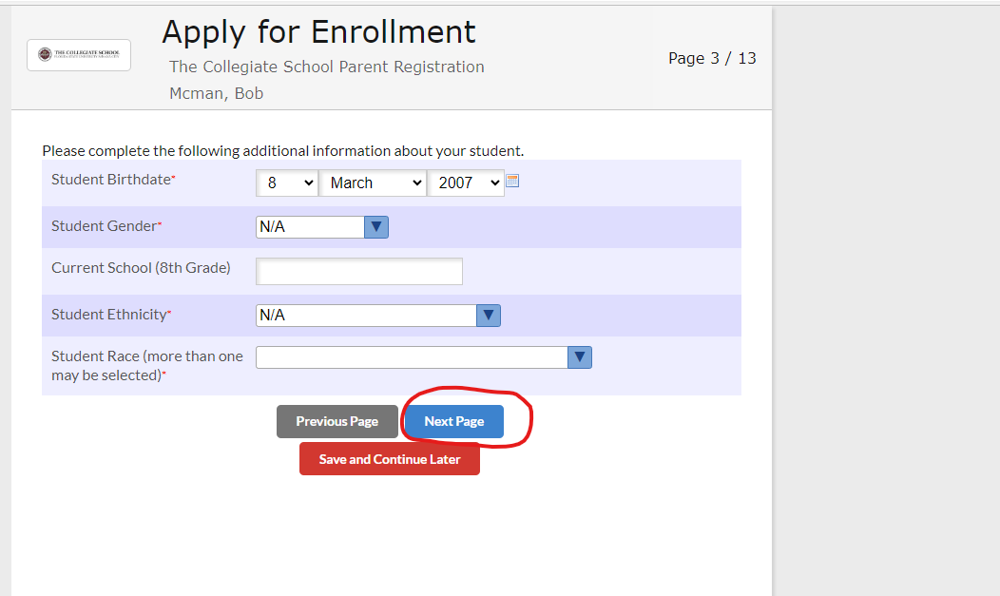 Apply for Enrollment
THE COLLEGIATE SCHOOL
The Collegiate School Parent Registration
Page 3 / 13
Mcman, Bob
Please complete the following additional information about your student.
Student Birthdate* 8 March 2007
Student Gender* N/A
Current School (8th Grade)
Student Ethnicity* N/A
Student Race (more than one
may be selected)*
Previous Page Next Page
Save and Continue Later